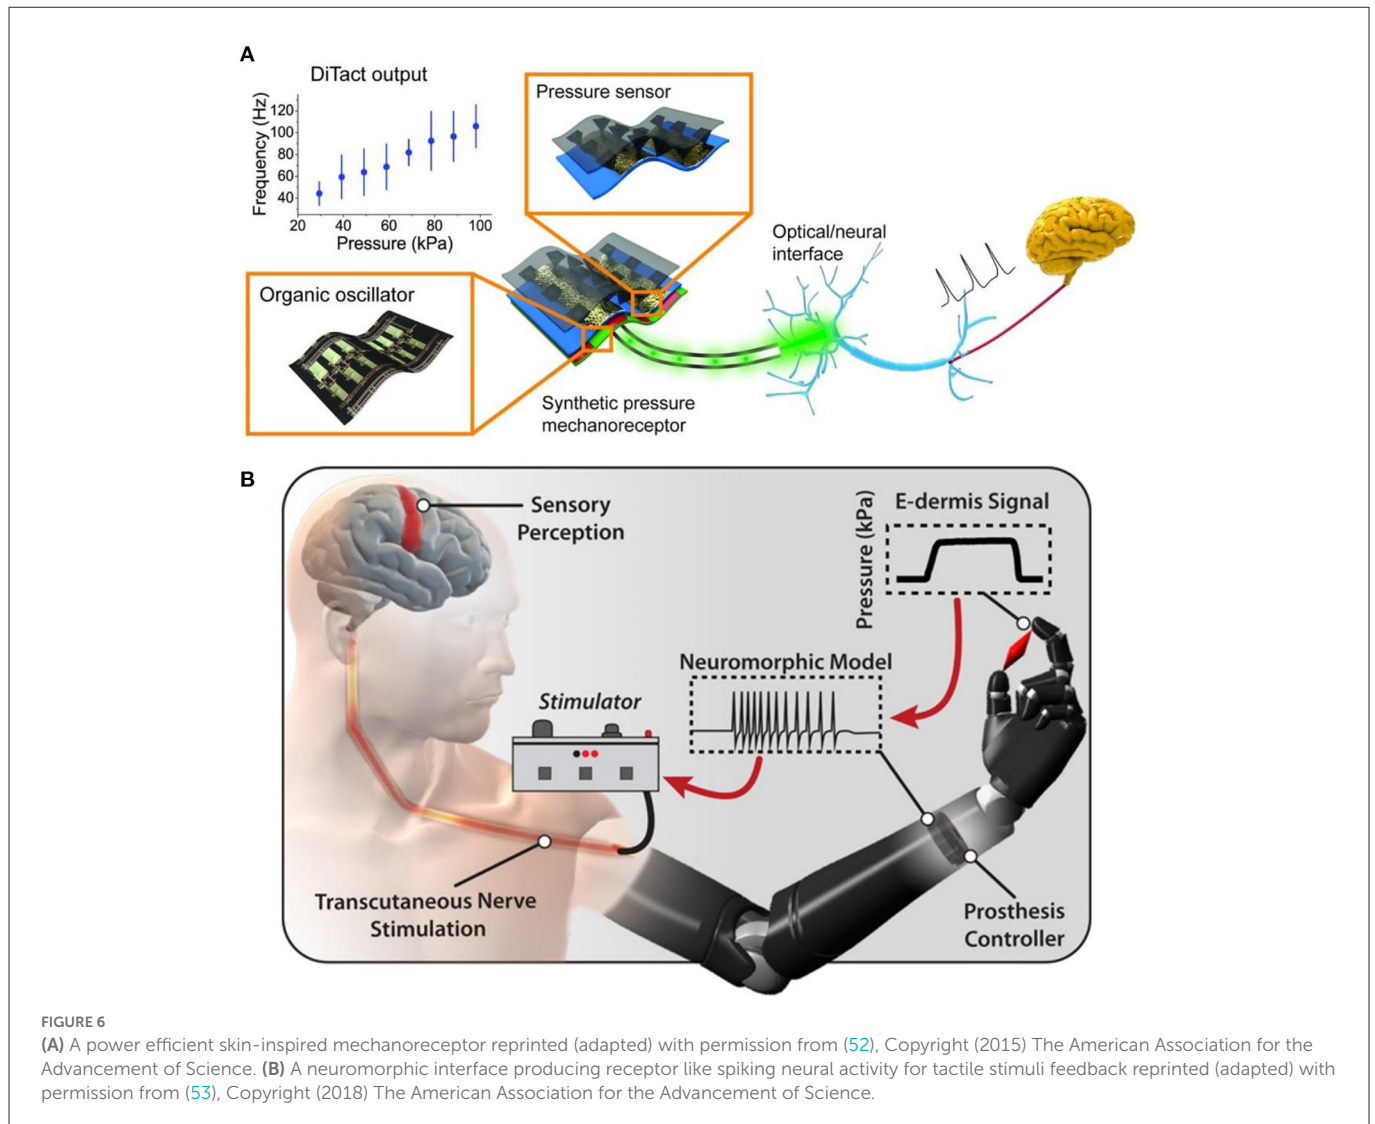 A
DiTact output
Frequency (Hz)
120
100
80
60
40
20 40 60 80 100
Pressure (kPa)
Pressure sensor
Optical/neural
interface
Organic oscillator
Synthetic pressure
mechanoreceptor
B
Sensory
Perception
E-dermis Signal
Pressure (kPa)
Neuromorphic Model
Stimulator
Transcutaneous Nerve
Stimulation
Prosthesis
Controller
FIGURE 6
(A) A power efficient skin-inspired mechanoreceptor reprinted (adapted) with permission from (52), Copyright (2015) The American Association for the
Advancement of Science. (B) A neuromorphic interface producing receptor like spiking neural activity for tactile stimuli feedback reprinted (adapted) with
permission from (53), Copyright (2018) The American Association for the Advancement of Science.